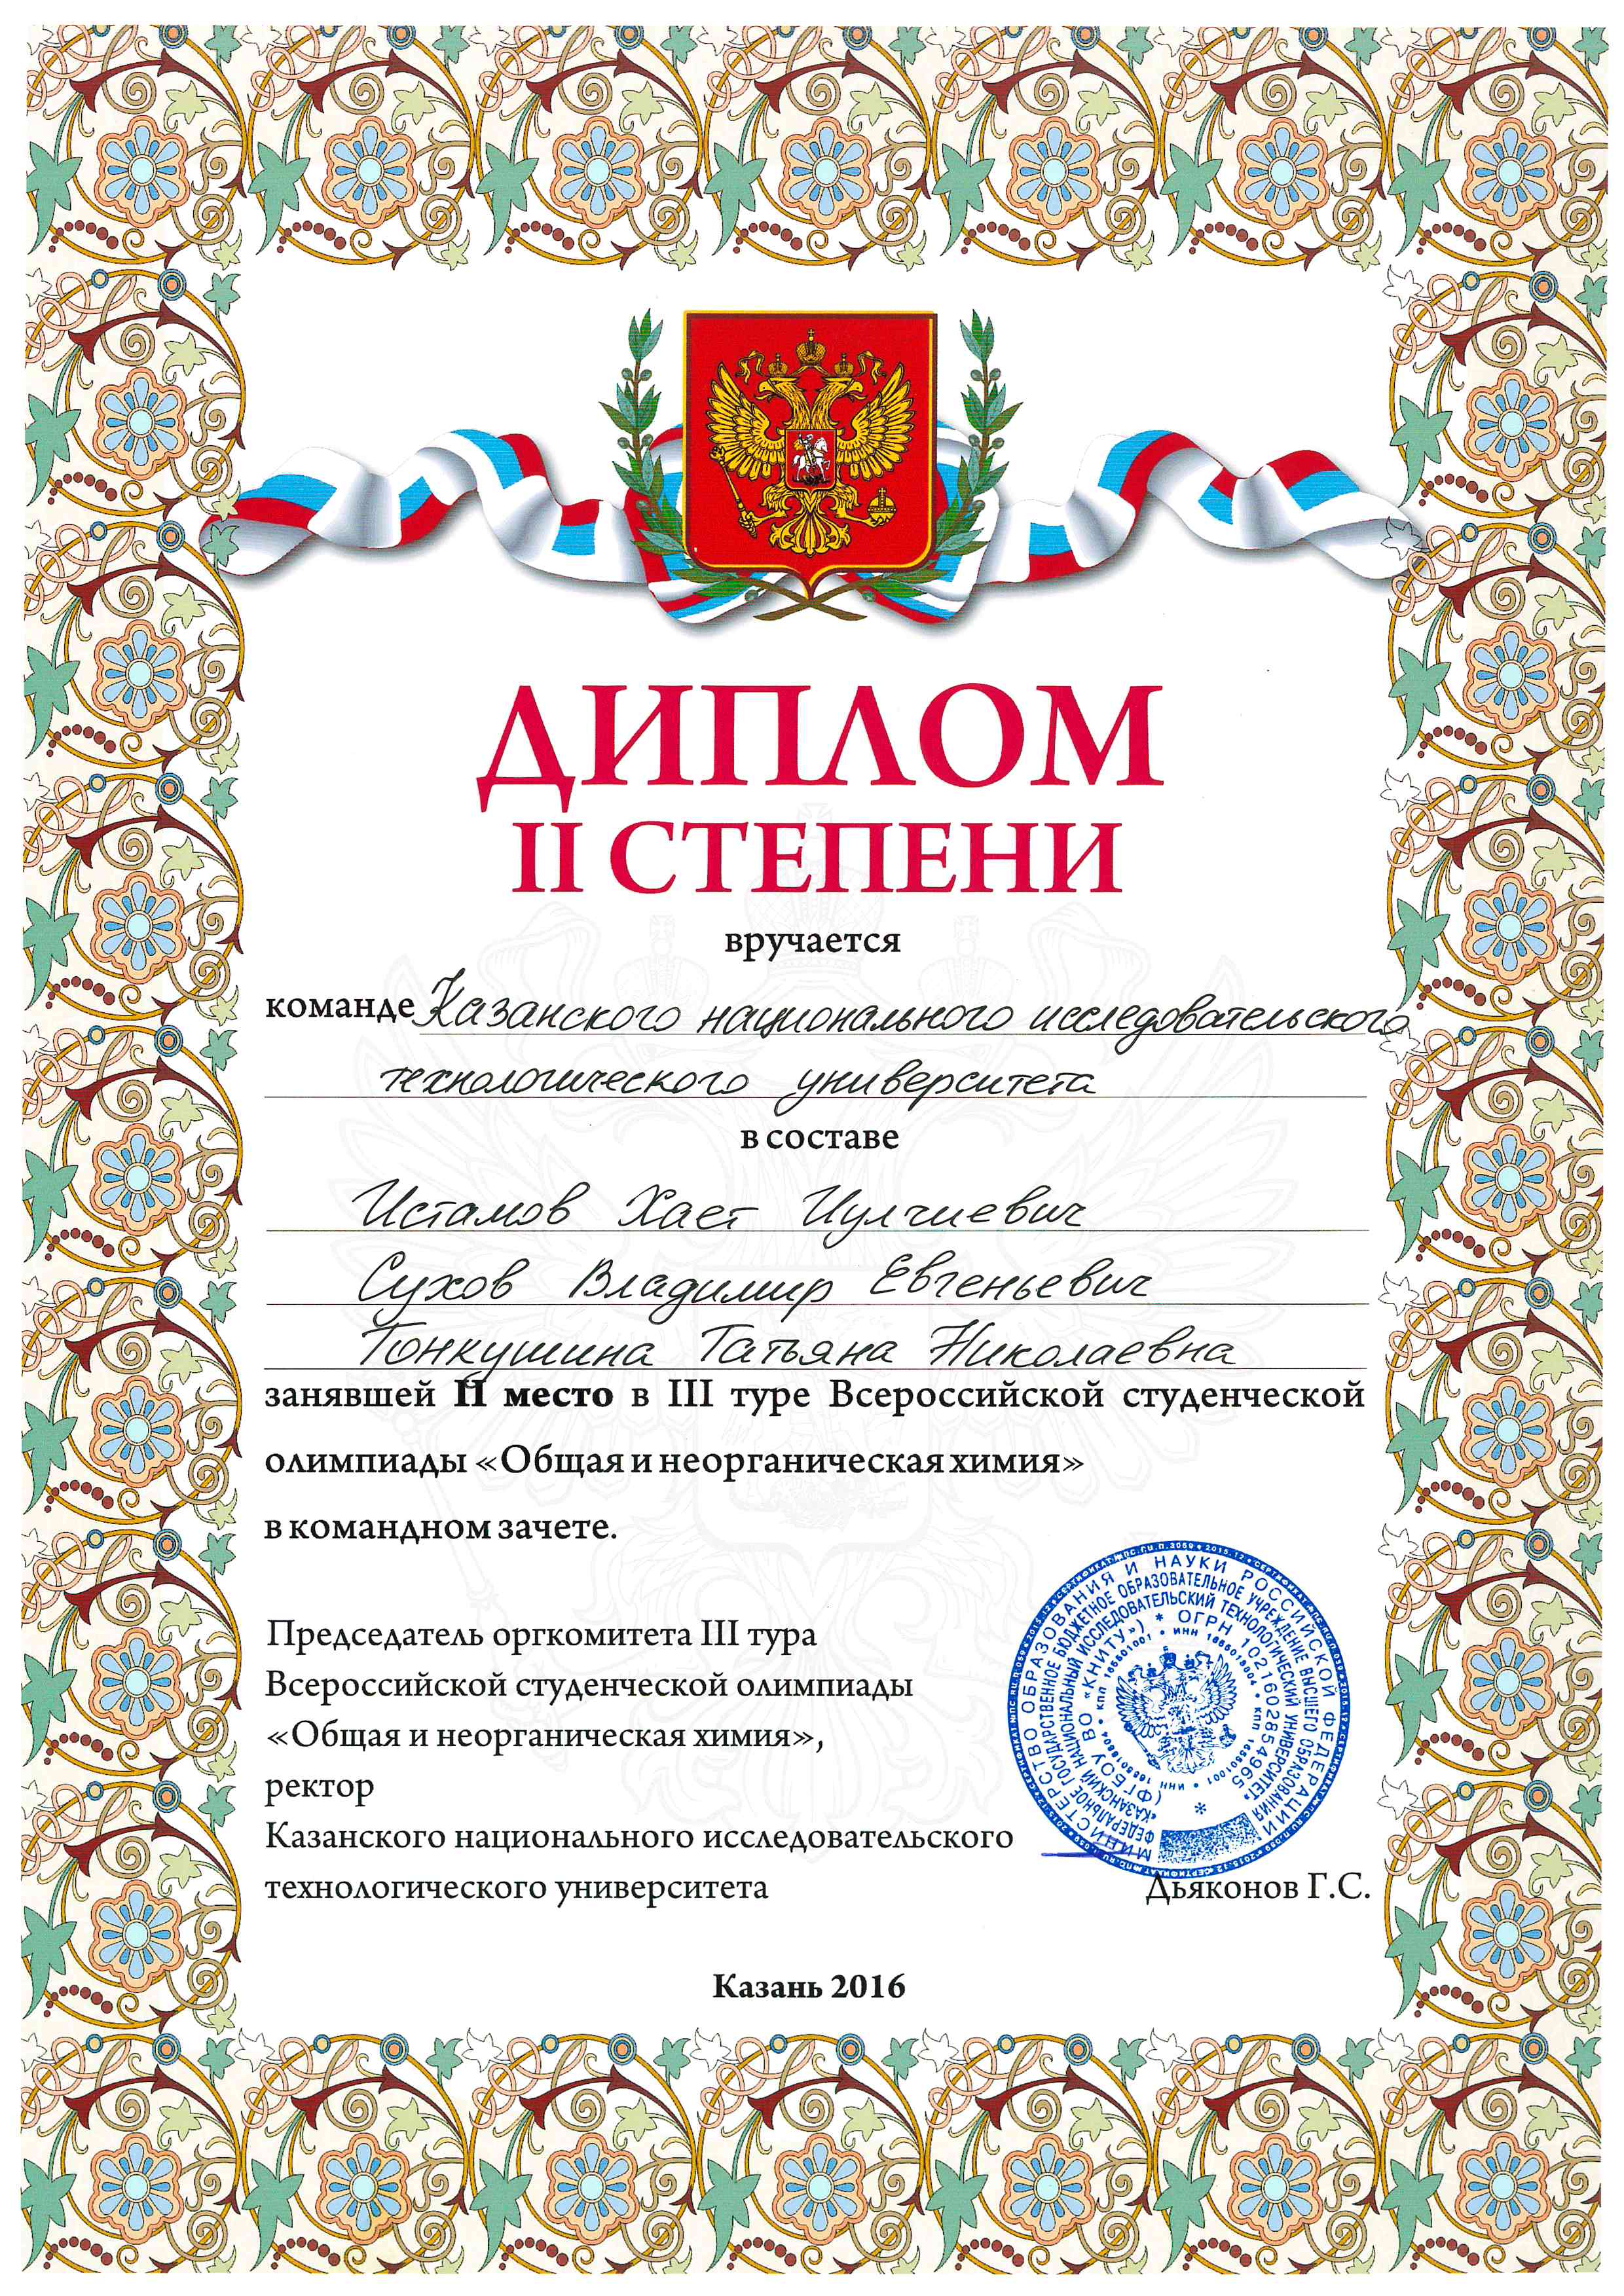 ДИПЛОМ
II СТЕПЕНИ
вручается
команде Казанского национального исследовательского
технологического университета
в составе
Истамов Хает Иулчиевич
Сухов Владимир Евгеньевич
Тонкушина Татьяна Николаевна
занявшей II место в III туре Всероссийской студенческой
олимпиады «Общая и неорганическая химия»
в командном зачете.
Председатель оргкомитета III тура
Всероссийской студенческой олимпиады
«Общая и неорганическая химия»,
ректор
Казанского национального исследовательского
технологического университета
Дьяконов Г.С.
МИНИСТЕРСТВО ОБРАЗОВАНИЯ И НАУКИ РОССИЙСКОЙ ФЕДЕРАЦИИ
ФЕДЕРАЛЬНОЕ ГОСУДАРСТВЕННОЕ БЮДЖЕТНОЕ ОБРАЗОВАТЕЛЬНОЕ УЧРЕЖДЕНИЕ ВЫСШЕГО ОБРАЗОВАНИЯ
«КАЗАНСКИЙ НАЦИОНАЛЬНЫЙ ИССЛЕДОВАТЕЛЬСКИЙ ТЕХНОЛОГИЧЕСКИЙ УНИВЕРСИТЕТ»
(ФГБОУ ВО «КНИТУ») * ОГРН 1021602854965 *
Казань 2016